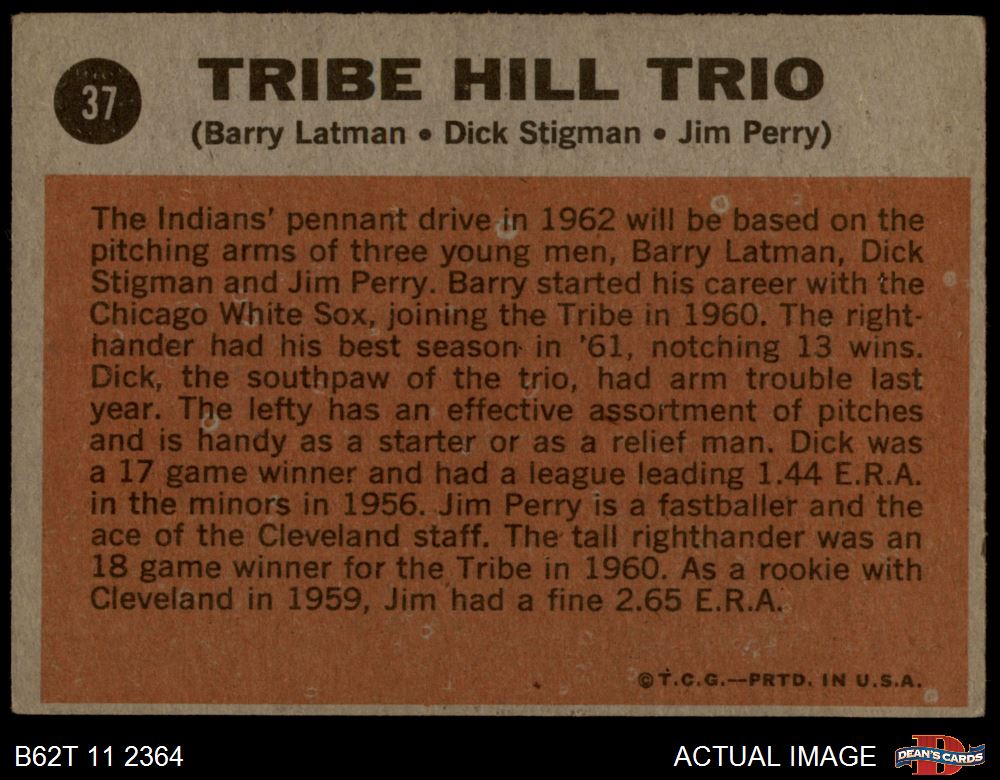 37
TRIBE HILL TRIO
(Barry Latman • Dick Stigman • Jim Perry)
The Indians' pennant drive in 1962 will be based on the
pitching arms of three young men, Barry Latman, Dick
Stigman and Jim Perry. Barry started his career with the
Chicago White Sox, joining the Tribe in 1960. The right-
hander had his best season in '61, notching 13 wins.
Dick, the southpaw of the trio, had arm trouble last
year. The lefty has an effective assortment of pitches
and is handy as a starter or as a relief man. Dick was
a 17 game winner and had a league leading 1.44 E.R.A.
in the minors in 1956. Jim Perry is a fastballer and the
ace of the Cleveland staff. The tall righthander was an
18 game winner for the Tribe in 1960. As a rookie with
Cleveland in 1959, Jim had a fine 2.65 E.R.A.
©T.C.G.—PRTD. IN U.S.A.
B62T 11 2364
ACTUAL IMAGE
DEAN'S CARDS